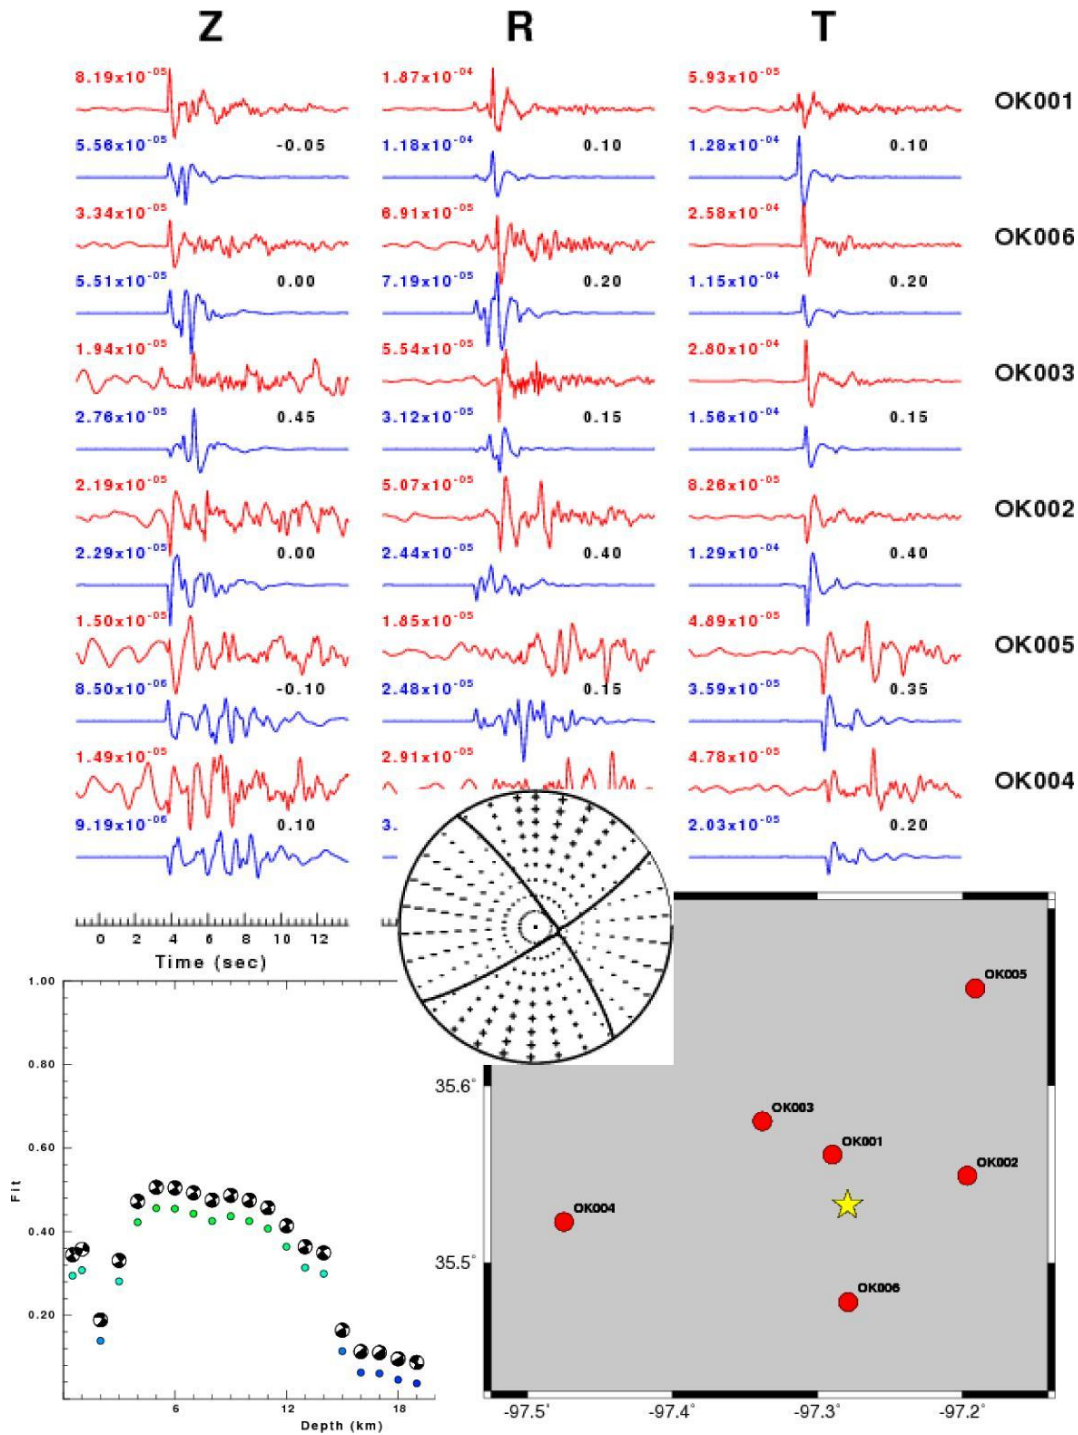 Z R T
8.19x10-05 1.87x10-04 5.93x10-05 OK001
5.56x10-05 -0.05 1.18x10-04 0.10 1.28x10-04 0.10
3.34x10-05 6.91x10-05 2.58x10-04 OK006
5.51x10-05 0.00 7.19x10-05 0.20 1.15x10-04 0.20
1.94x10-05 5.54x10-05 2.80x10-04 OK003
2.76x10-05 0.45 3.12x10-05 0.15 1.56x10-04 0.15
2.19x10-05 5.07x10-05 8.26x10-05 OK002
2.29x10-05 0.00 2.44x10-05 0.40 1.29x10-04 0.40
1.50x10-05 1.85x10-05 4.89x10-05 OK005
8.50x10-06 -0.10 2.48x10-05 0.15 3.59x10-05 0.35
1.49x10-05 2.91x10-05 4.78x10-05 OK004
9.19x10-06 0.10 3. 2.03x10-05 0.20
0 2 4 6 8 10 12
Time (sec)
1.00
0.80
0.60
0.40
0.20
Fit
6 12 18
Depth (km)
OK005
35.6°
OK003
OK001
OK002
OK004
35.5°
OK006
-97.5° -97.4° -97.3° -97.2°